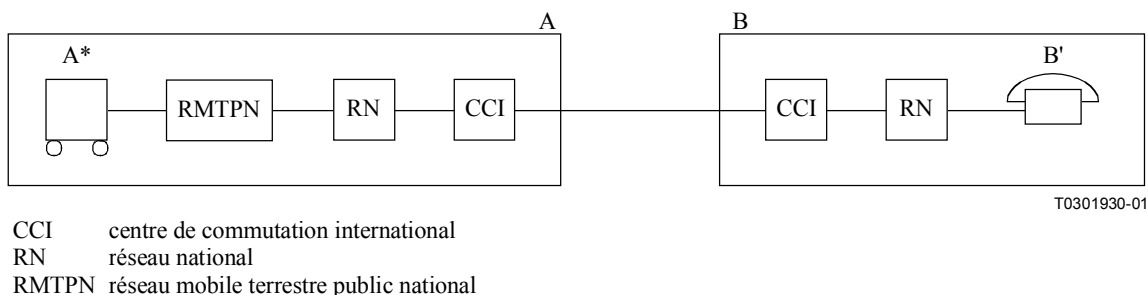 A B
A* B'
RMTPN RN CCI CCI RN
T0301930-01
CCI centre de commutation international
RN réseau national
RMTPN réseau mobile terrestre public national